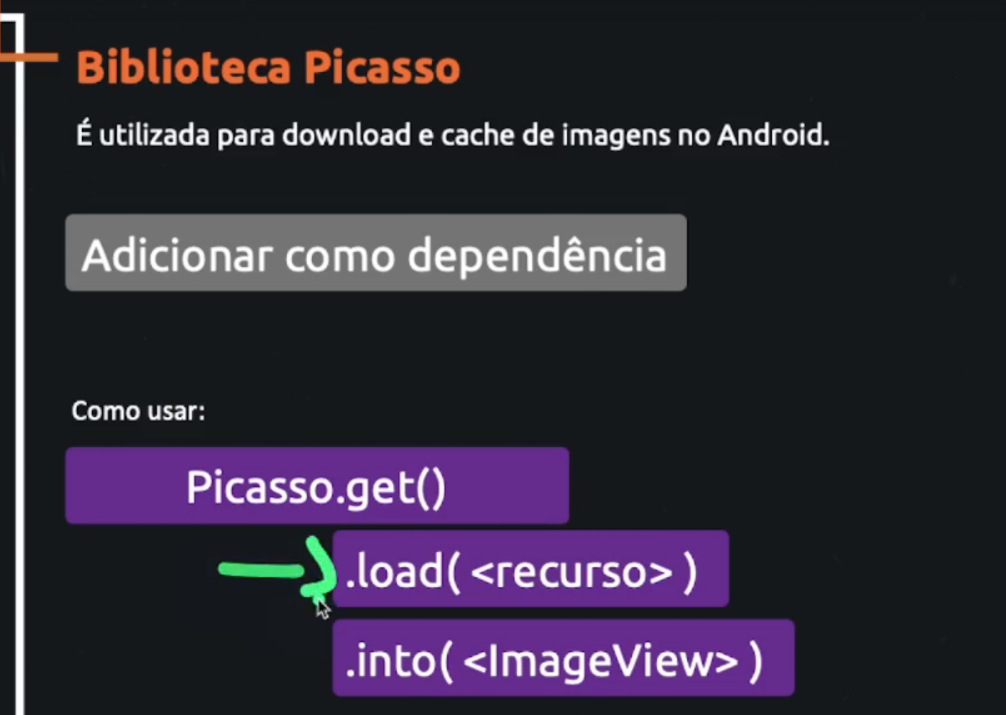 Biblioteca Picasso
É utilizada para download e cache de imagens no Android.
Adicionar como dependência
Como usar:
Picasso.get()
.load( <recurso> )
.into( <ImageView> )